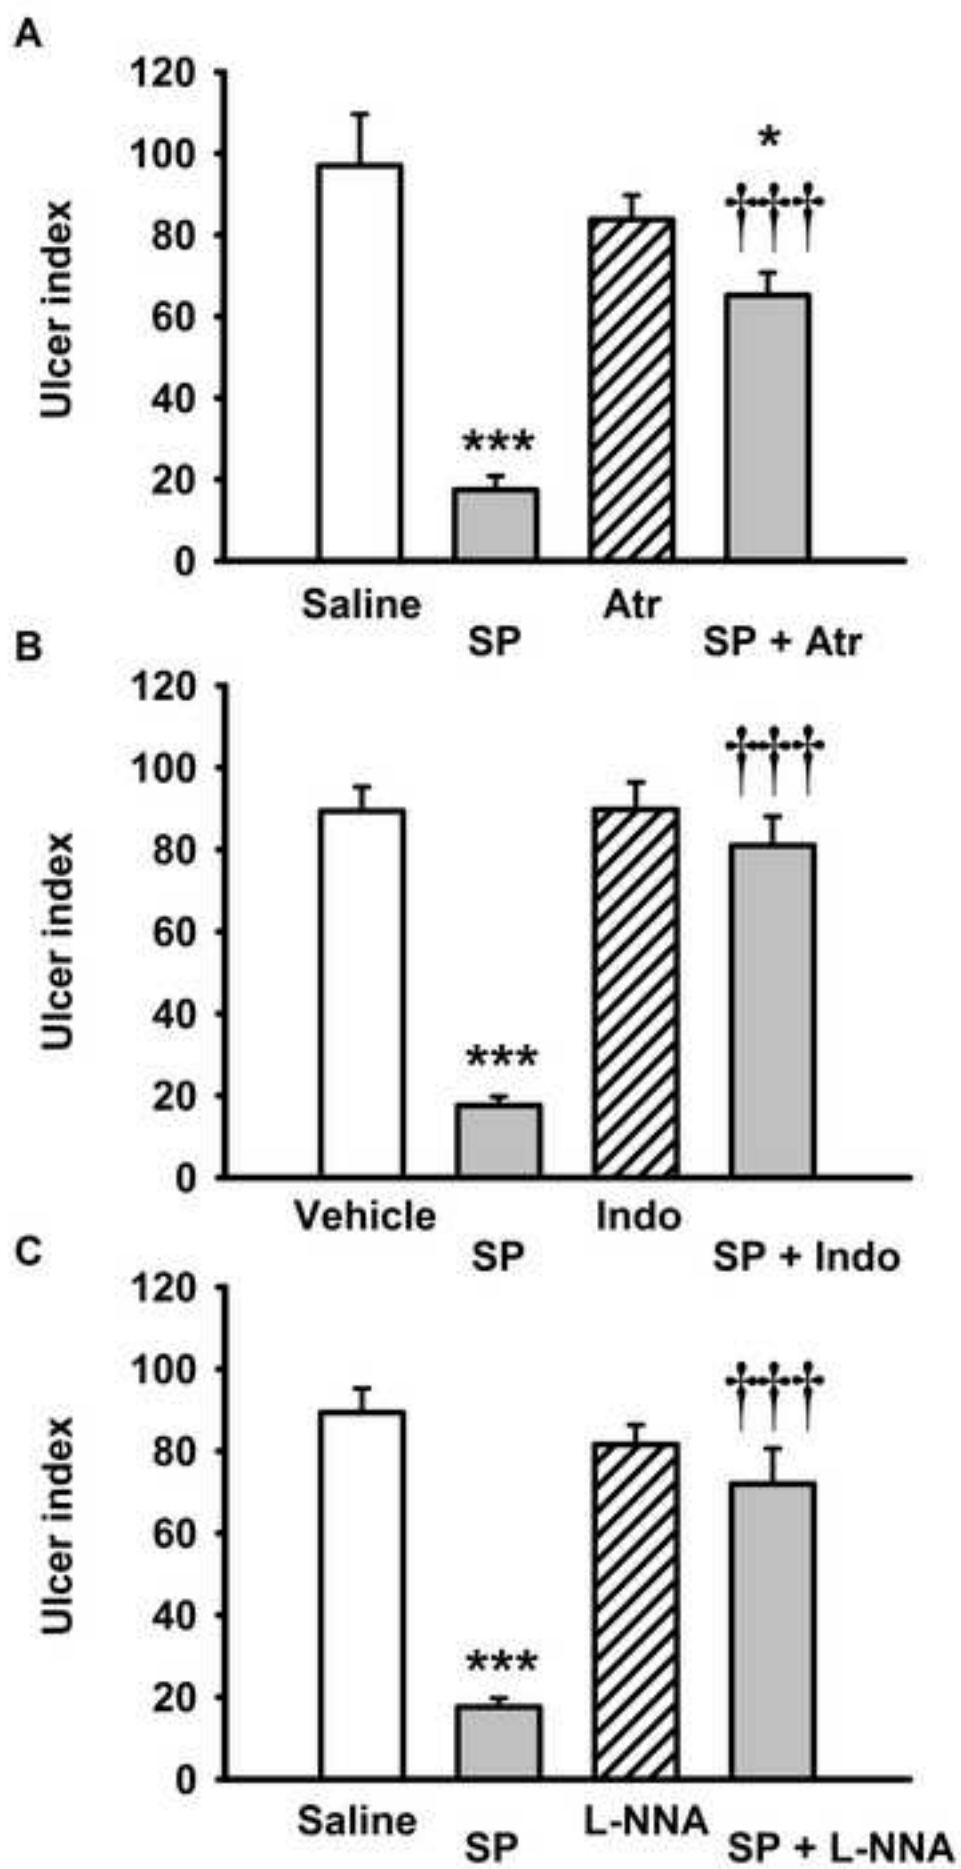 A
120
100
80
60
40
20
0
Ulcer index
***
*
†††
Saline
SP
Atr
SP + Atr
B
120
100
80
60
40
20
0
Ulcer index
***
†††
Vehicle
SP
Indo
SP + Indo
C
120
100
80
60
40
20
0
Ulcer index
***
†††
Saline
SP
L-NNA
SP + L-NNA